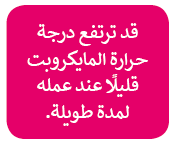 قد ترتفع درجة
حرارة المايكروبت
قليلًا عند عمله
لمدة طويلة.